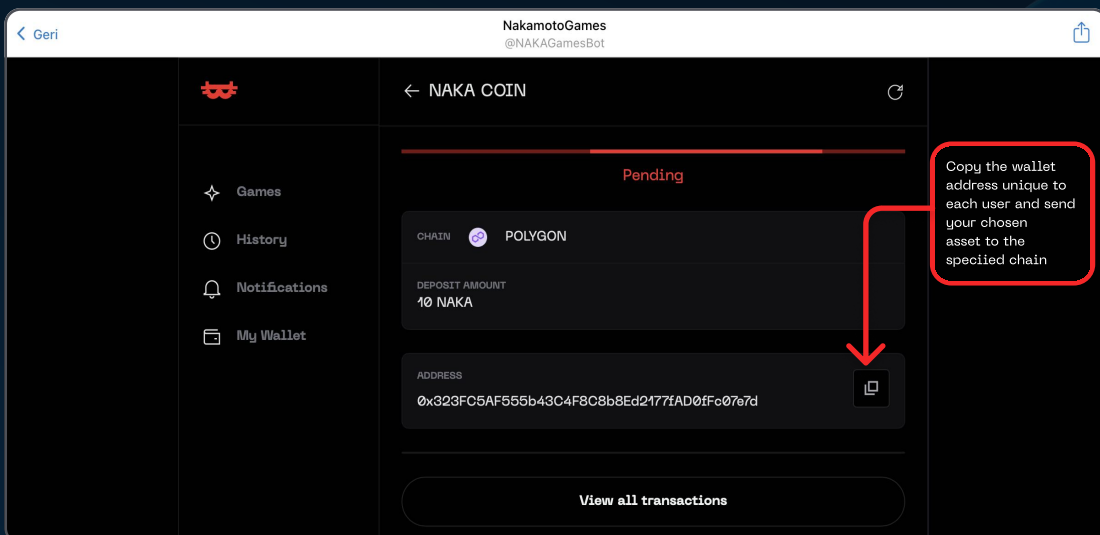 Geri
NakamotoGames
@NAKAGamesBot
NAKA COIN
Games
History
Notifications
My Wallet
Pending
CHAIN POLYGON
DEPOSIT AMOUNT
10 NAKA
ADDRESS
0x323FC5AF555b43C4F8C8b8Ed2177fAD0fFc07e7d
View all transactions
Copy the wallet
address unique to
each user and send
your chosen
asset to the
speciied chain